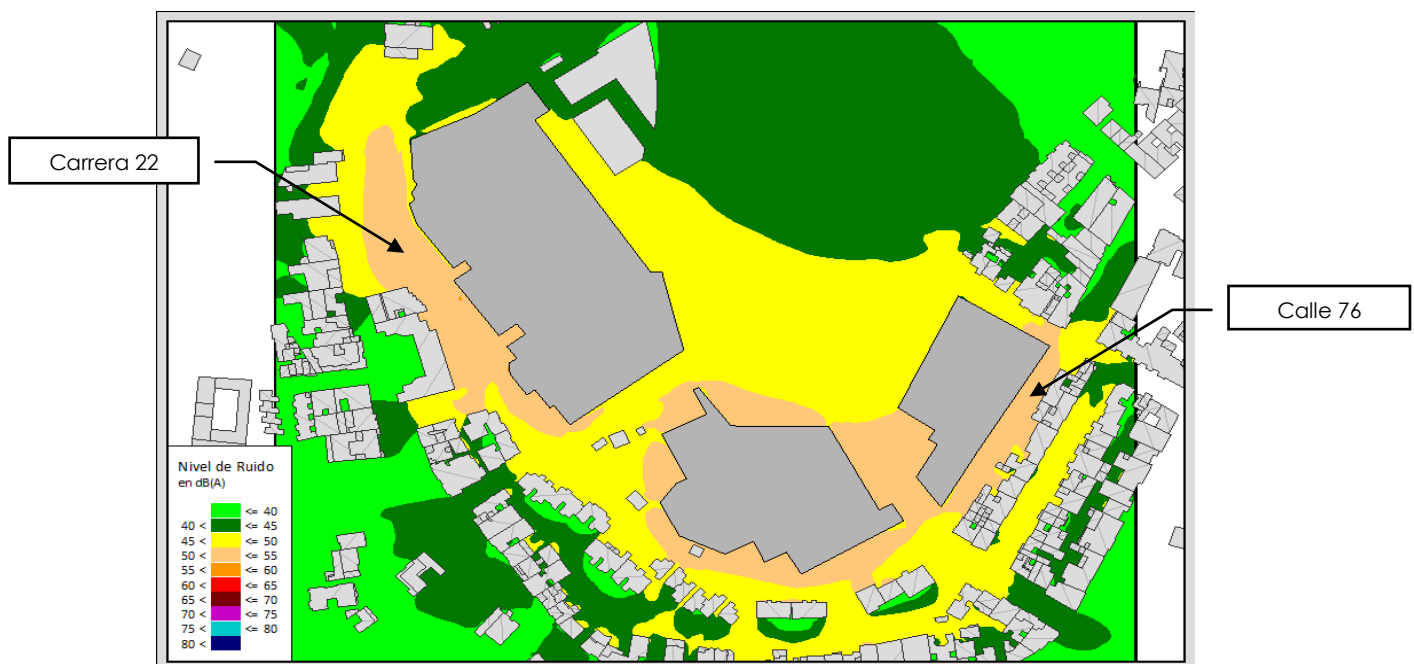 Carrera 22
Calle 76
Nivel de Ruido
en dB(A)
<= 40
40 < <= 45
45 < <= 50
50 < <= 55
55 < <= 60
60 < <= 65
65 < <= 70
70 < <= 75
75 < <= 80
80 <